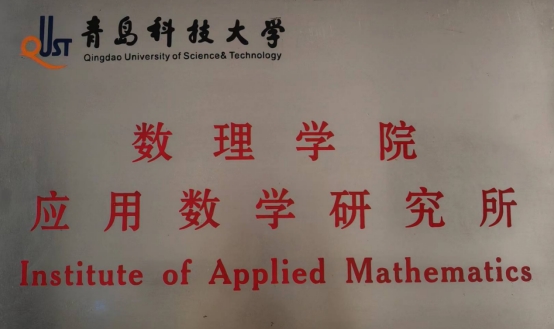 QUST 青岛科技大学
Qingdao University of Science& Technology
数理学院
应用数学研究所
Institute of Applied Mathematics